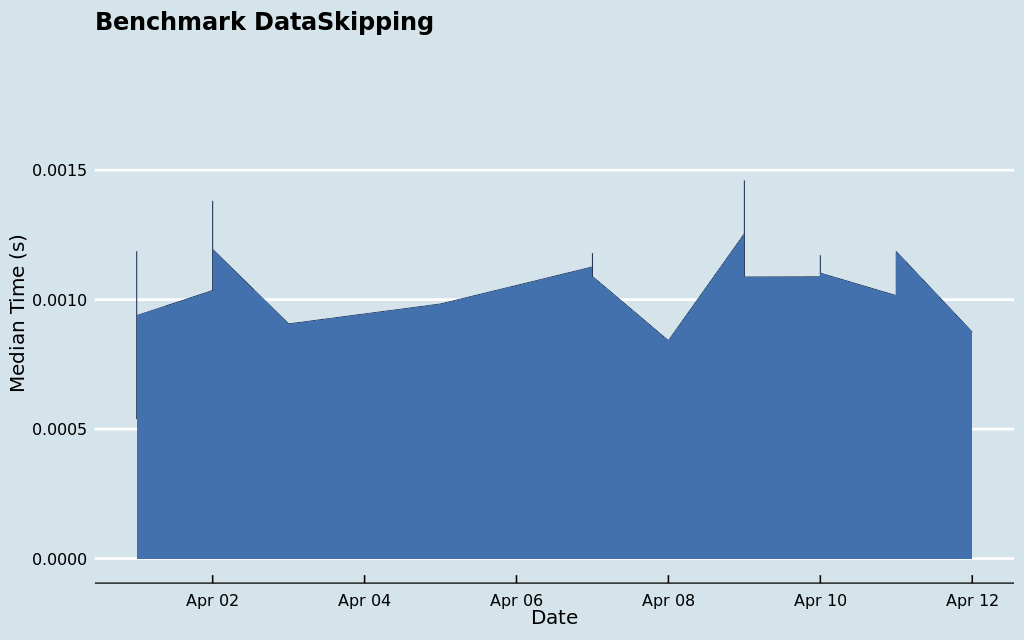 Benchmark DataSkipping
Median Time (s)
0.0015
0.0010
0.0005
0.0000
Apr 02 Apr 04 Apr 06 Apr 08 Apr 10 Apr 12
Date